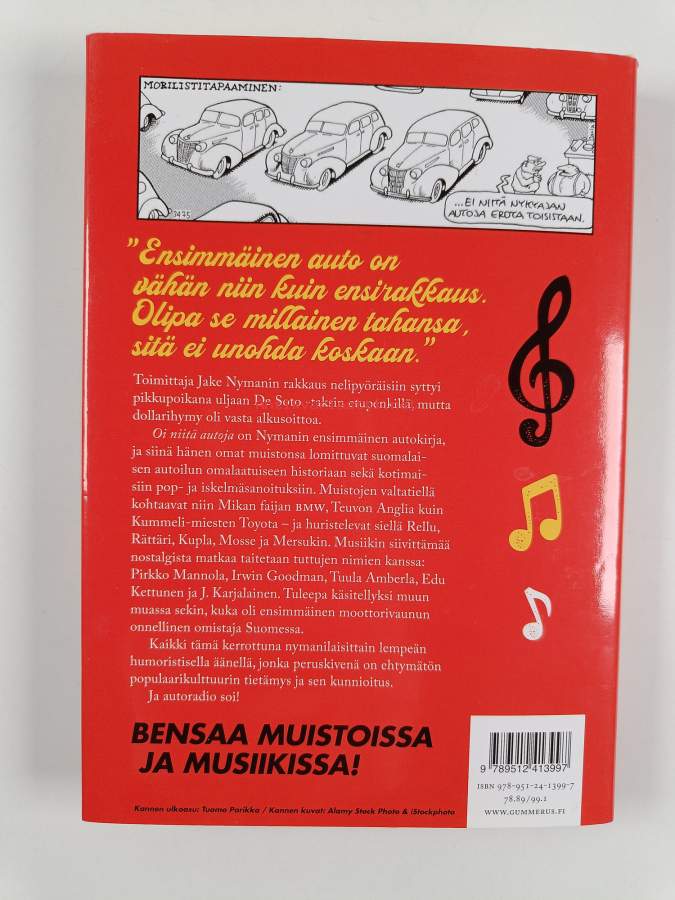 MOBILISTITAPAAMINEN:
...EI NIITÄ NYKYAJAN
AUTOJA EROTA TOISISTAAN.
3475
"Ensimmäinen auto on
vähän niin kuin ensirakkaus.
Olipa se millainen tahansa,
sitä ei unohda koskaan."
Toimittaja Jake Nymanin rakkaus nelipyöräisiin syttyi
pikkupoikana uljaan De Soto -taksin etupenkillä, mutta
dollarihymy oli vasta alkusoittoa.
Oi niitä autoja on Nymanin ensimmäinen autokirja,
ja siinä hänen omat muistonsa lomittuvat suomalai-
sen autoilun omalaatuiseen historiaan sekä kotimai-
siin pop- ja iskelmäsanoituksiin. Muistojen valtatiellä
kohtaavat niin Mikan faijan BMW, Teuvon Anglia kuin
Kummeli-miesten Toyota – ja huristelevat siellä Rellu,
Rättäri, Kupla, Mosse ja Mersukin. Musiikin siivittämää
nostalgista matkaa taitetaan tuttujen nimien kanssa:
Pirkko Mannola, Irwin Goodman, Tuula Amberla, Edu
Kettunen ja J. Karjalainen. Tuleepa käsitellyksi muun
muassa sekin, kuka oli ensimmäinen moottorivaunun
onnellinen omistaja Suomessa.
Kaikki tämä kerrottuna nymanilaisittain lempeän
humoristisella äänellä, jonka peruskivenä on ehtymätön
populaarikulttuurin tietämys ja sen kunnioitus.
Ja autoradio soi!
BENSAA MUISTOISSA
JA MUSIIKISSA!
9 789512 413997
ISBN 978-951-24-1399-7
78.89/99.1
WWW.GUMMERUS.FI
Kannen ulkoasu: Tuomo Parikka / Kannen kuvat: Alamy Stock Photo & iStockphoto